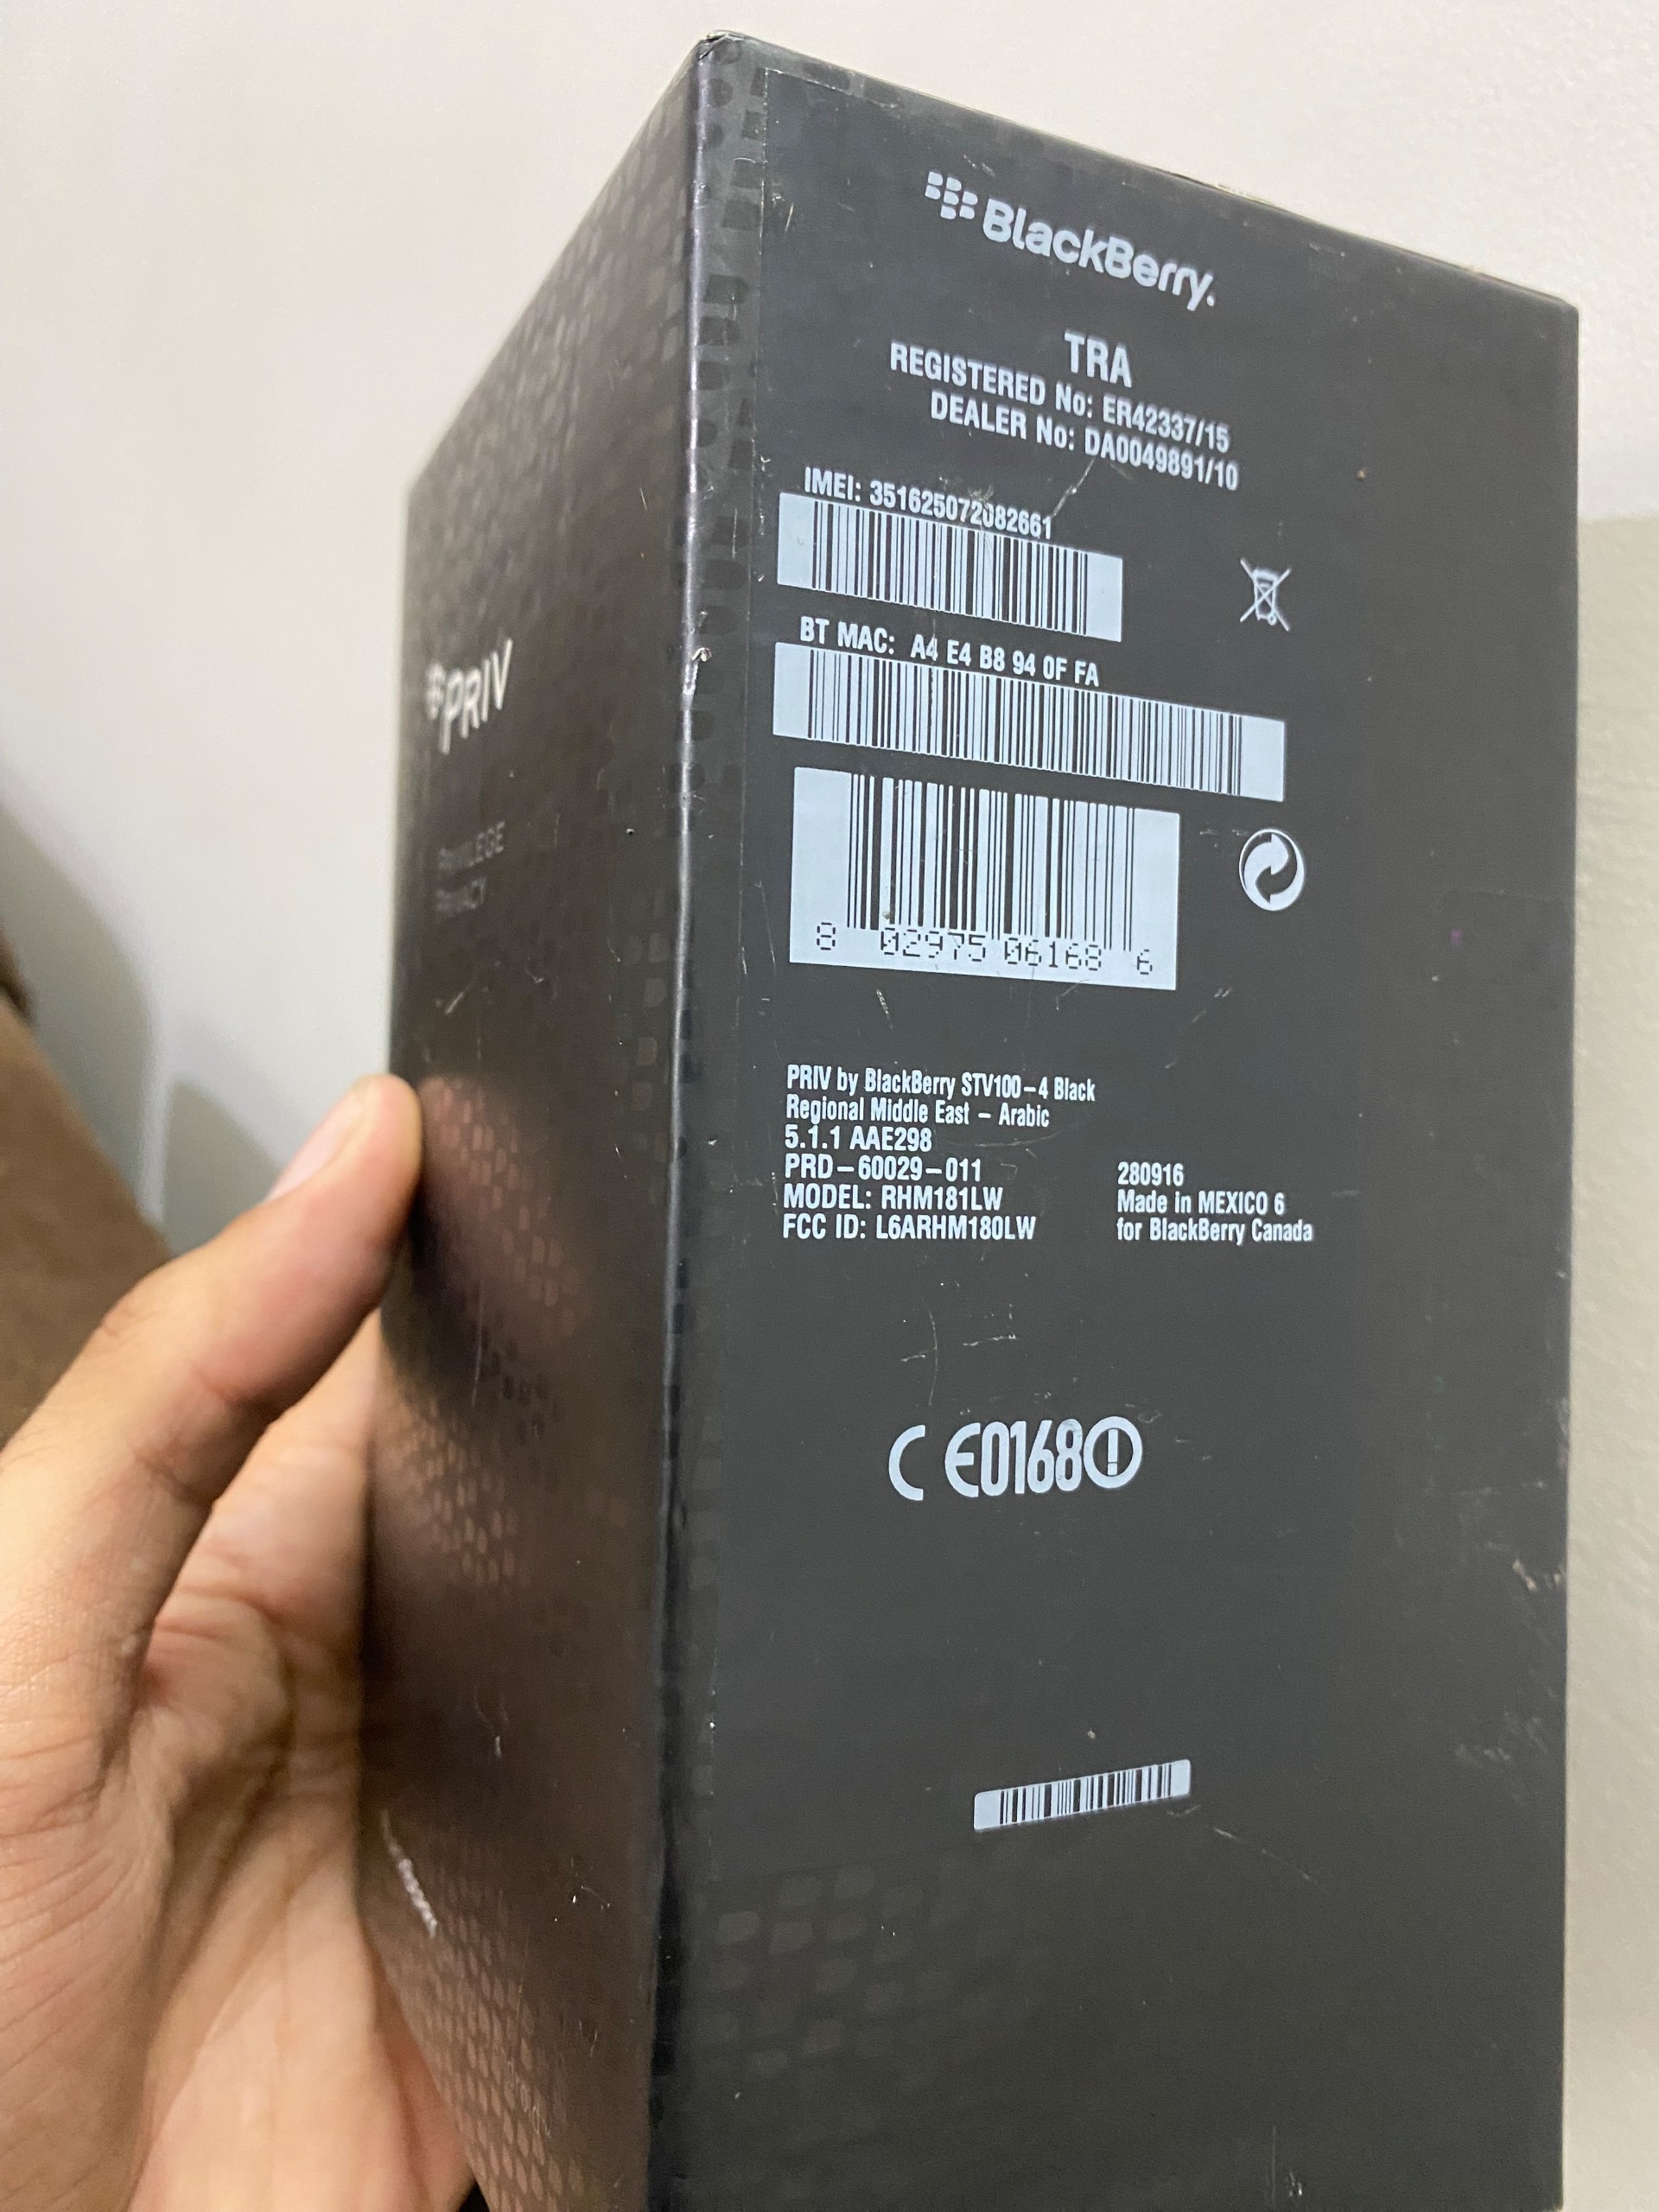 BlackBerry
TRA
REGISTERED No: ER42337/15
DEALER No: DA0049891/10
IMEI: 351625072082661
BT MAC: A4 E4 B8 94 0F FA
8 02975 06168 6
PRIV by BlackBerry STV100-4 Black
Regional Middle East - Arabic
5.1.1 AAE298
PRD-60029-011
MODEL: RHM181LW
FCC ID: L6ARHM180LW
280916
Made in MEXICO 6
for BlackBerry Canada
CE0168
PRIV
PRIVILEGE
PRIVACY